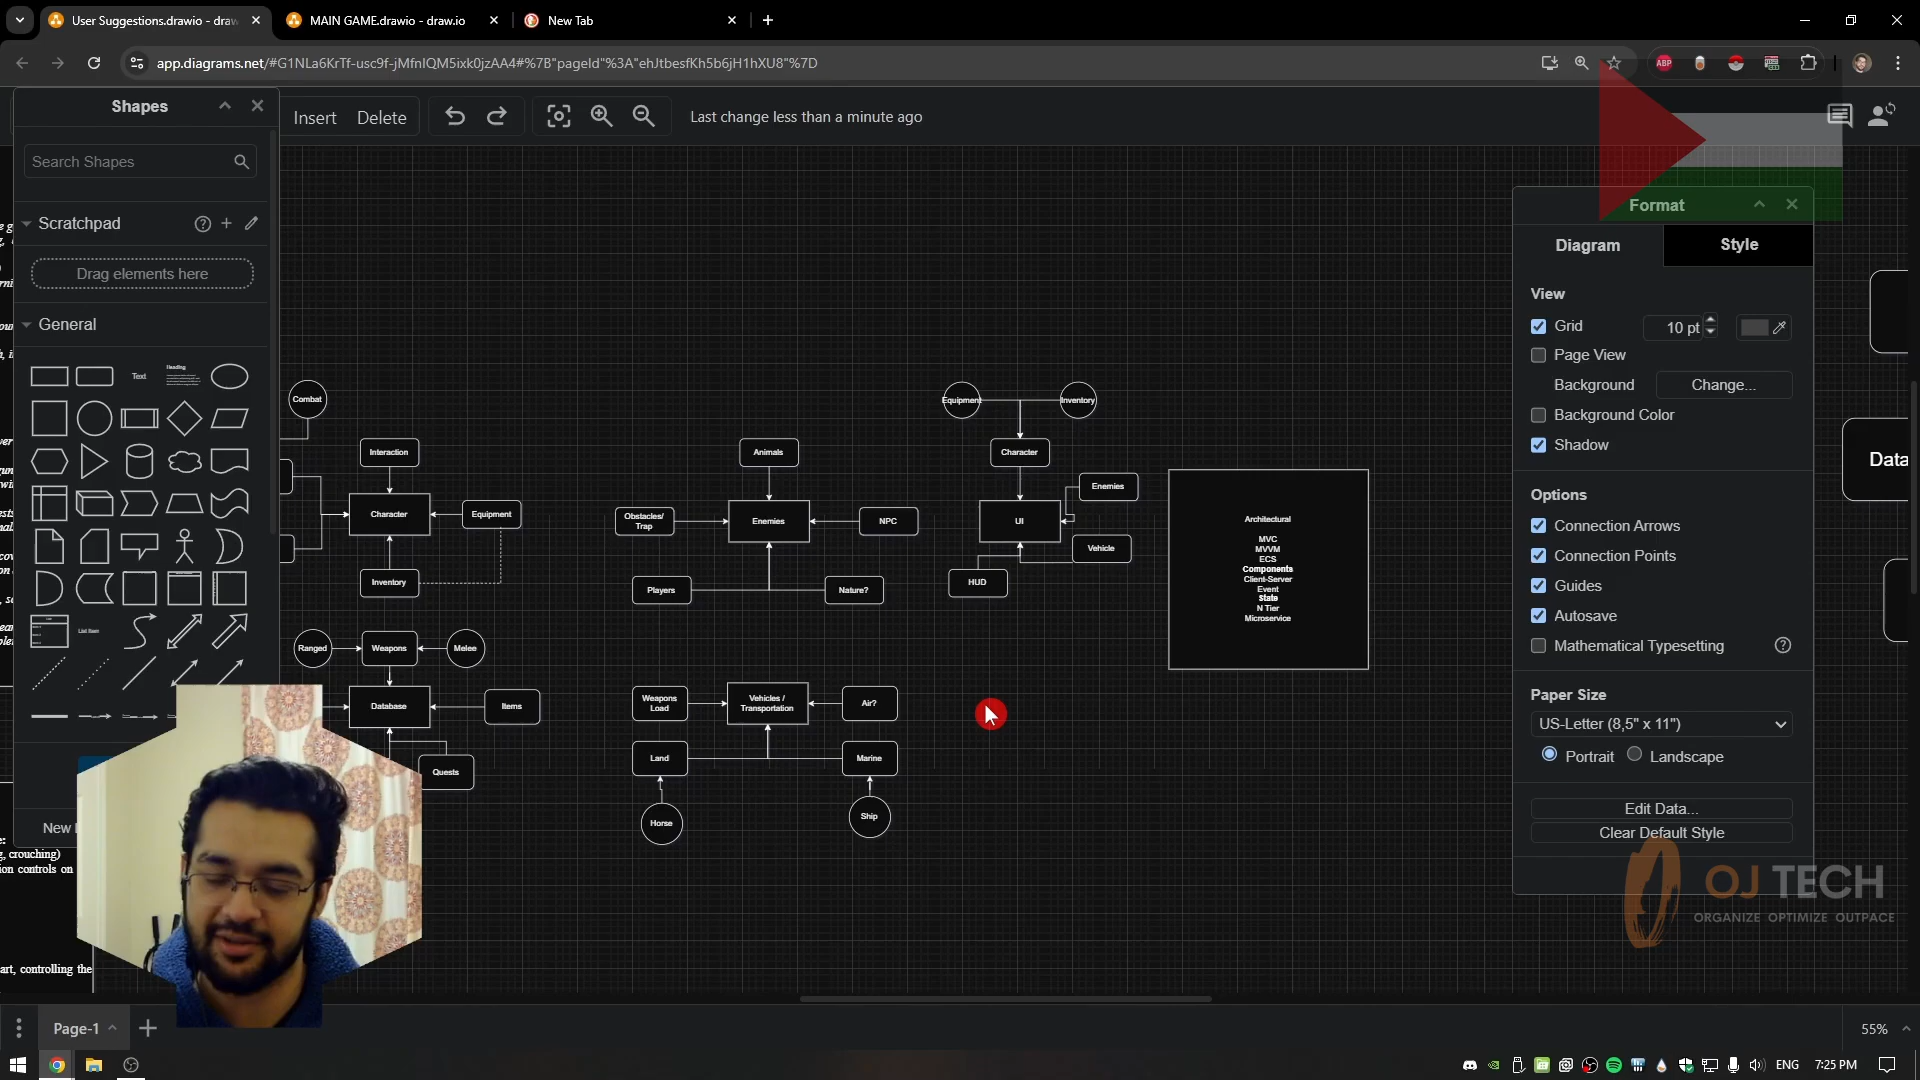 User Suggestions.drawio - draw
MAIN GAME.drawio - draw.io
New Tab
app.diagrams.net/#G1NLa6KrTf-usc9f-jMfnIQM5ixk0jzAA4#%7B"pageId"%3A"ehJtbesfKh5b6jH1hXU8"%7D
ABP
Shapes
Insert
Delete
Last change less than a minute ago
Search Shapes
Scratchpad
Drag elements here
General
Text
Heading
List Item
New
Combat
Interaction
Character
Equipment
Inventory
Ranged
Weapons
Melee
Database
Items
Quests
Animals
Obstacles/
Trap
Enemies
NPC
Players
Nature?
Weapons
Load
Vehicles /
Transportation
Air?
Land
Marine
Horse
Ship
Equipment
Inventory
Character
Enemies
UI
Vehicle
HUD
Architectural
MVC
MVVM
ECS
Components
Client-Server
Event
State
N Tier
Microservice
Data
Format
Diagram
Style
View
Grid
10 pt
Page View
Background
Change...
Background Color
Shadow
Options
Connection Arrows
Connection Points
Guides
Autosave
Mathematical Typesetting
Paper Size
US-Letter (8,5" x 11")
Portrait
Landscape
Edit Data...
Clear Default Style
OJ TECH
ORGANIZE OPTIMIZE OUTPACE
g, crouching)
ion controls on
art, controlling the
Page-1
55%
ENG
7:25 PM